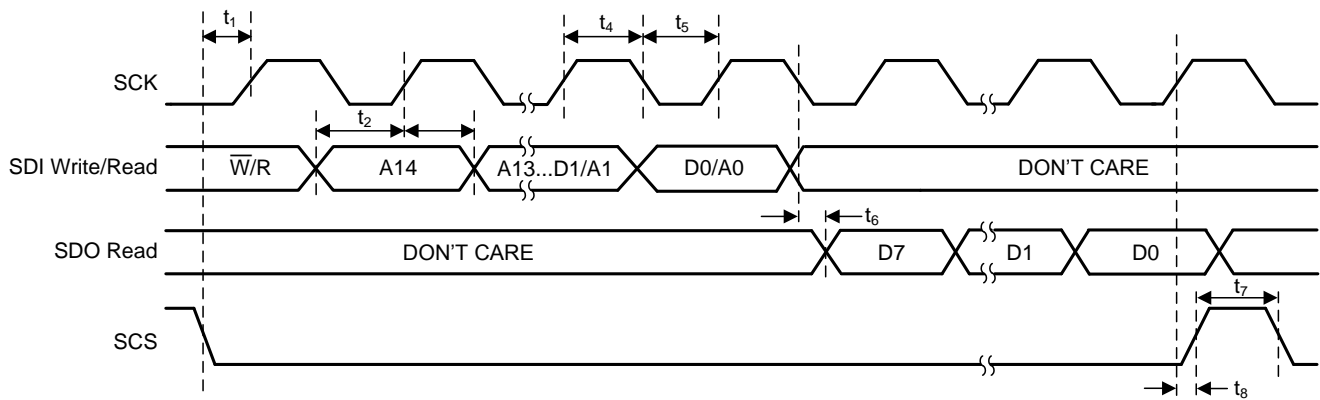 t1 t4 t5
SCK
t2
SDI Write/Read W̅/R A14 A13...D1/A1 D0/A0 DON'T CARE
t6
SDO Read DON'T CARE D7 D1 D0
t7
SCS
t8